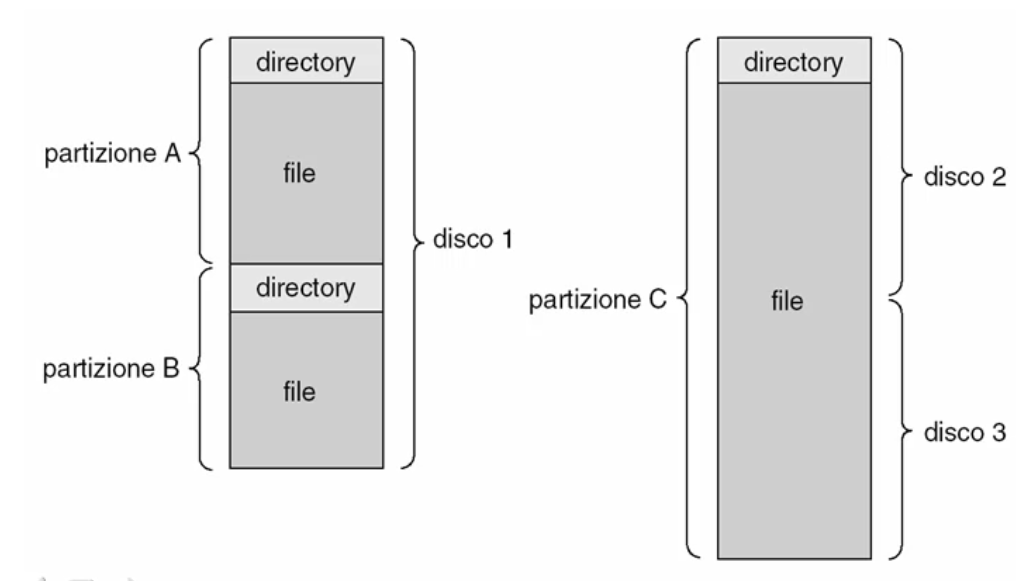 directory
partizione A
file
disco 1
directory
partizione B
file
directory
disco 2
partizione C
file
disco 3